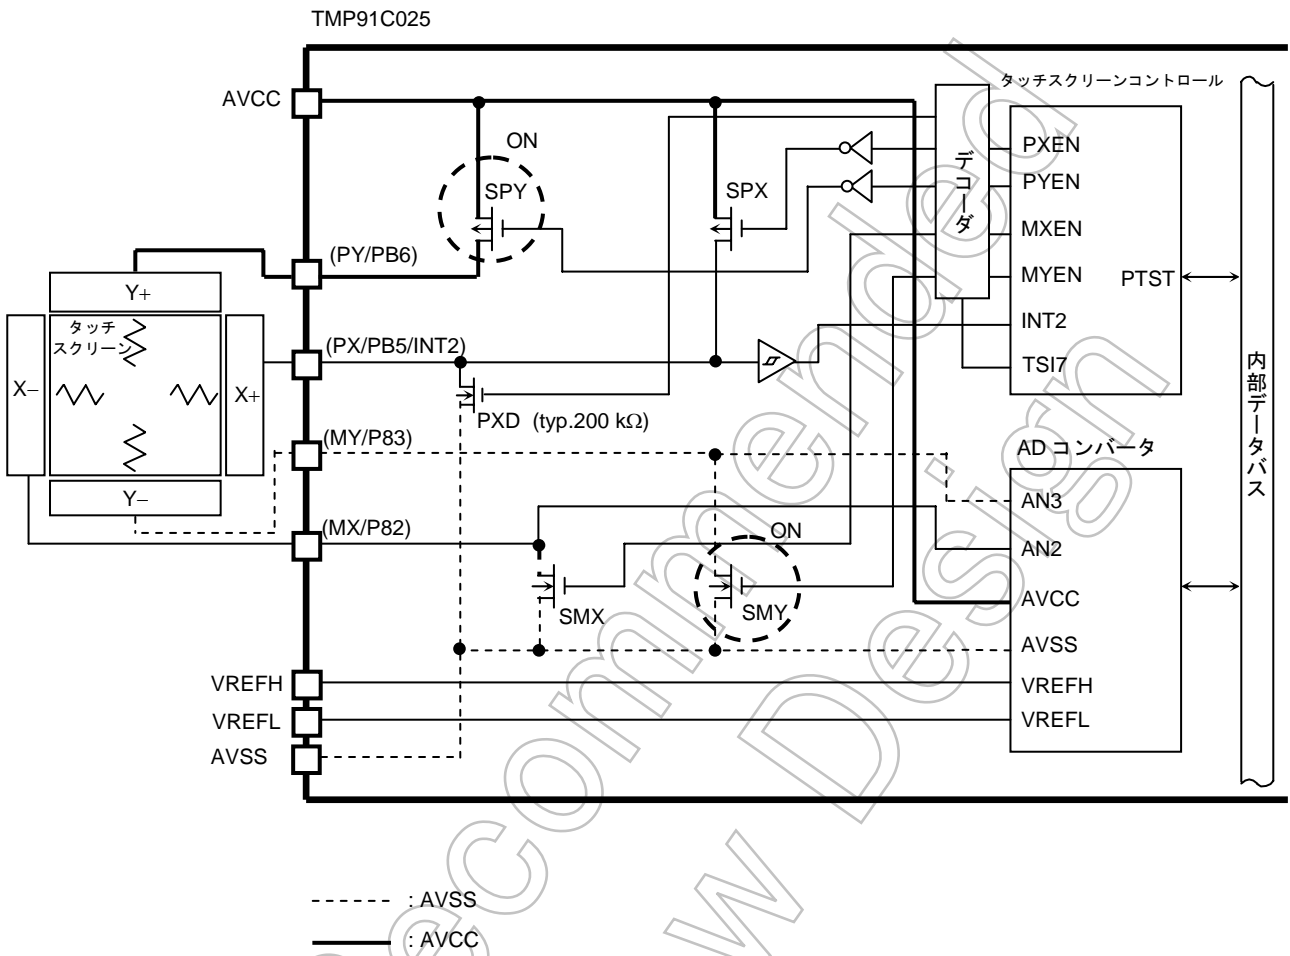 TMP91C025
タッチスクリーンコントロール
AVCC
ON
SPY
SPX
デコーダ
PXEN
PYEN
MXEN
MYEN
PTST
INT2
TSI7
(PY/PB6)
Y+
タッチ
スクリーン
X−
X+
Y−
(PX/PB5/INT2)
PXD (typ.200 kΩ)
(MY/P83)
(MX/P82)
内部データバス
ADコンバータ
AN3
AN2
AVCC
AVSS
VREFH
VREFL
ON
SMX
SMY
VREFH
VREFL
AVSS
: AVSS
: AVCC
Recommended
w Design